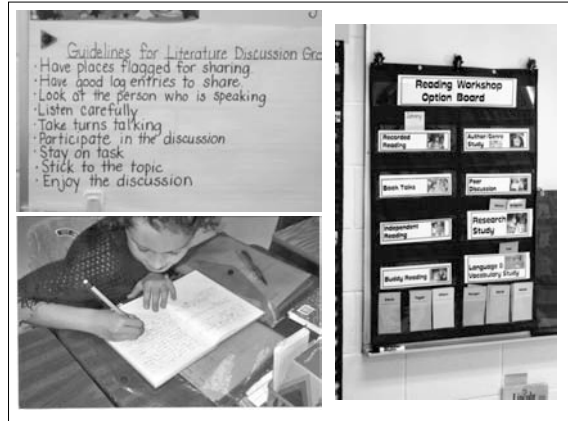 Guidelines for Literature Discussion Gre
· Have places flagged for sharing.
· Have good log entries to share.
· Look at the person who is speaking
· Listen carefully
· Take turns talking
· Participate in the discussion
· Stay on task
· Stick to the topic
· Enjoy the discussion
Reading Workshop
Option Board
Recorded
Reading
Author/Genre
Study
Book Talks
Peer
Discussion
Independent
Reading
Research
Study
Buddy Reading
Language &
Vocabulary Study